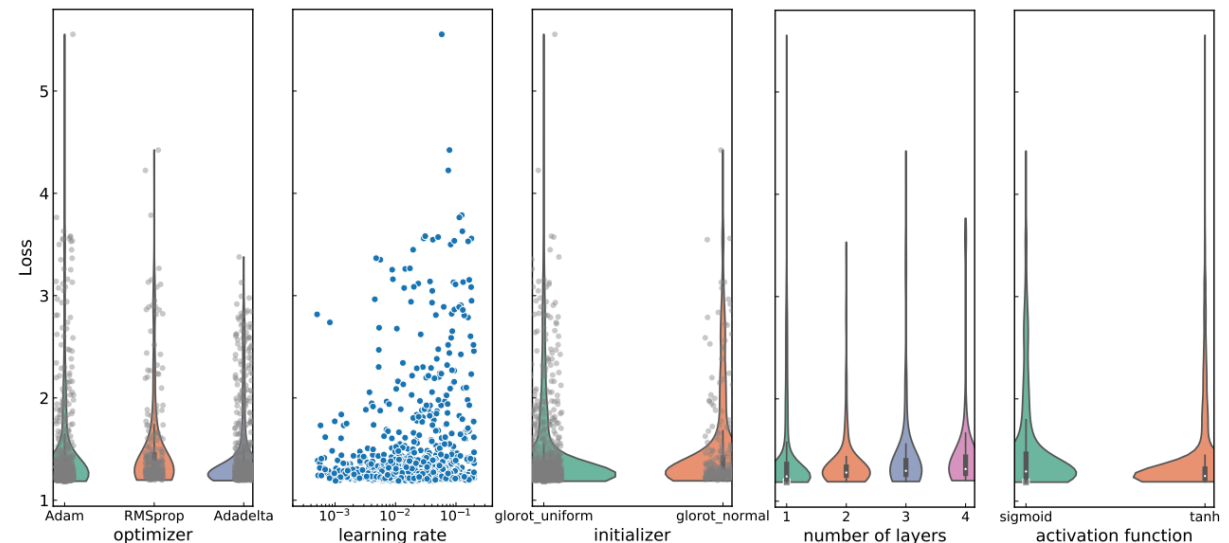 Loss
5
4
3
2
1
Adam RMSprop Adadelta
optimizer
10⁻³ 10⁻² 10⁻¹
learning rate
glorot_uniform glorot_normal
initializer
1 2 3 4
number of layers
sigmoid tanh
activation function